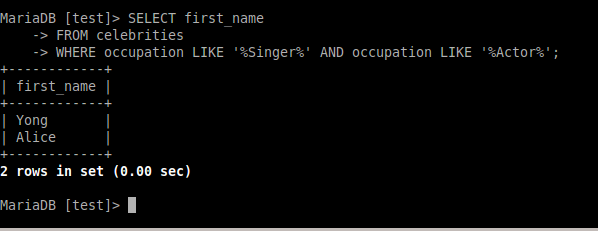 MariaDB [test]> SELECT first_name
    -> FROM celebrities
    -> WHERE occupation LIKE '%Singer%' AND occupation LIKE '%Actor%';
+------------+
| first_name |
+------------+
| Yong       |
| Alice      |
+------------+
2 rows in set (0.00 sec)

MariaDB [test]>